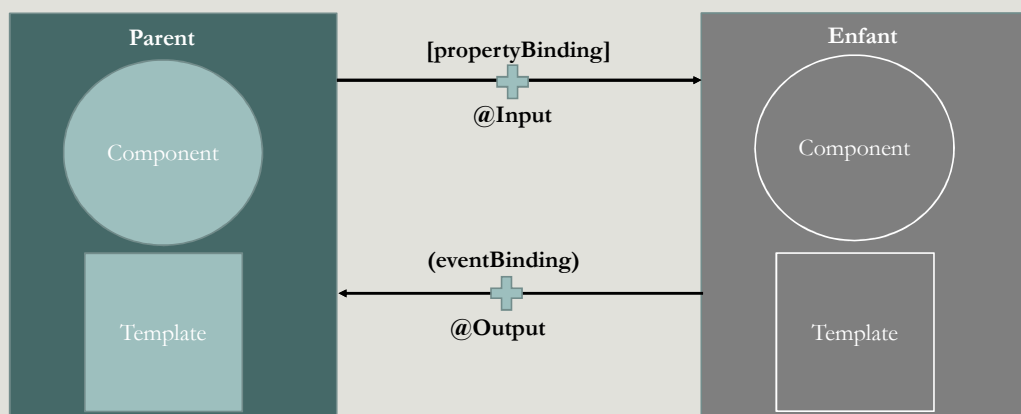 Parent
Component
Template
[propertyBinding]
@Input
(eventBinding)
@Output
Enfant
Component
Template